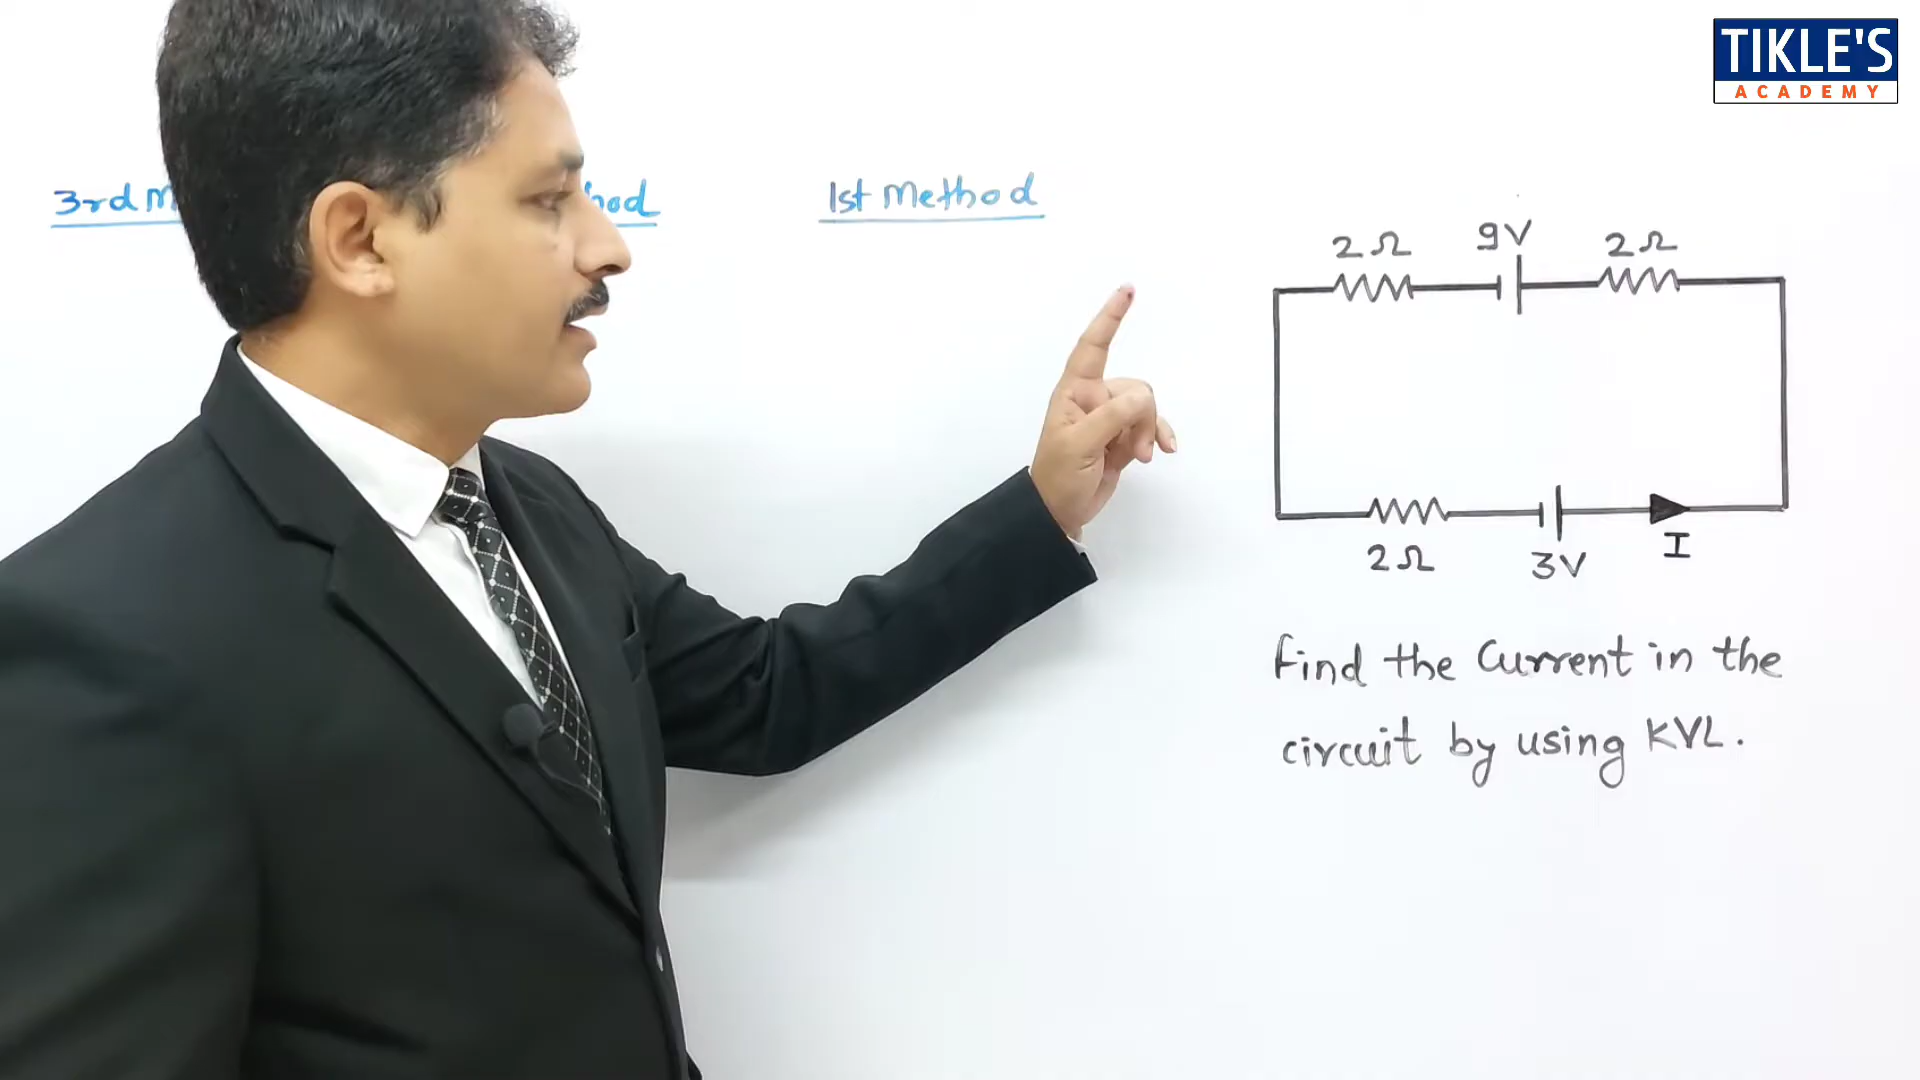 TIKLE'S
ACADEMY
3rd
1st Method
2Ω
9V
2Ω
2Ω
3V
I
Find the Current in the
circuit by using KVL.